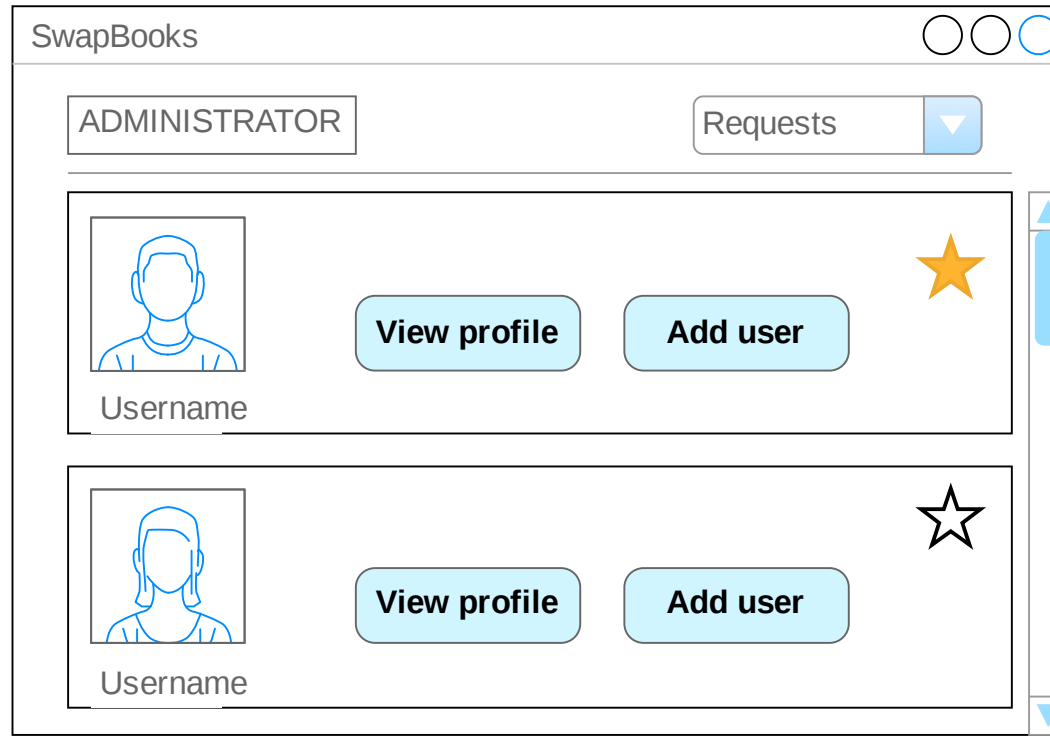 SwapBooks
ADMINISTRATOR
Requests
View profile
Add user
Username
View profile
Add user
Username